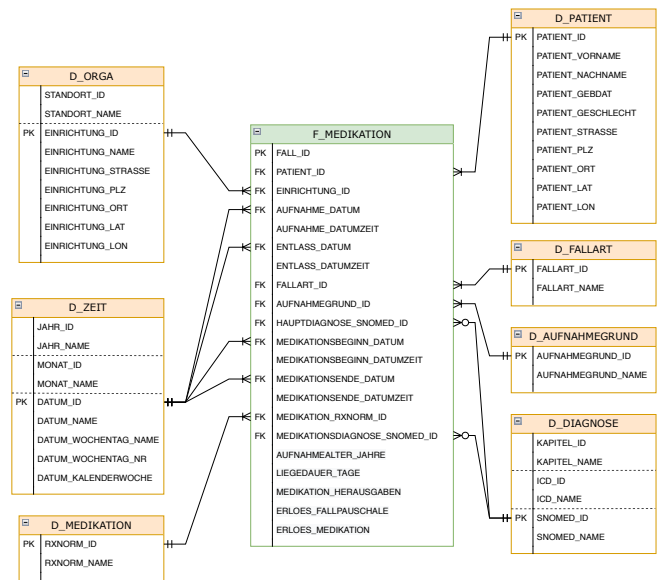 D_ORGA
STANDORT_ID
STANDORT_NAME
PK EINRICHTUNG_ID
EINRICHTUNG_NAME
EINRICHTUNG_STRASSE
EINRICHTUNG_PLZ
EINRICHTUNG_ORT
EINRICHTUNG_LAT
EINRICHTUNG_LON
D_ZEIT
JAHR_ID
JAHR_NAME
MONAT_ID
MONAT_NAME
PK DATUM_ID
DATUM_NAME
DATUM_WOCHENTAG_NAME
DATUM_WOCHENTAG_NR
DATUM_KALENDERWOCHE
D_MEDIKATION
PK RXNORM_ID
RXNORM_NAME
F_MEDIKATION
PK FALL_ID
FK PATIENT_ID
FK EINRICHTUNG_ID
FK AUFNAHME_DATUM
AUFNAHME_DATUMZEIT
FK ENTLASS_DATUM
ENTLASS_DATUMZEIT
FK FALLART_ID
FK AUFNAHMEGRUND_ID
FK HAUPTDIAGNOSE_SNOMED_ID
FK MEDIKATIONSBEGINN_DATUM
MEDIKATIONSBEGINN_DATUMZEIT
FK MEDIKATIONSENDE_DATUM
MEDIKATIONSENDE_DATUMZEIT
FK MEDIKATION_RXNORM_ID
FK MEDIKATIONSDIAGNOSE_SNOMED_ID
AUFNAHMEALTER_JAHRE
LIEGEDAUER_TAGE
MEDIKATION_HERAUSGABEN
ERLOES_FALLPAUSCHALE
ERLOES_MEDIKATION
D_PATIENT
PK PATIENT_ID
PATIENT_VORNAME
PATIENT_NACHNAME
PATIENT_GEBDAT
PATIENT_GESCHLECHT
PATIENT_STRASSE
PATIENT_PLZ
PATIENT_ORT
PATIENT_LAT
PATIENT_LON
D_FALLART
PK FALLART_ID
FALLART_NAME
D_AUFNAHMEGRUND
PK AUFNAHMEGRUND_ID
AUFNAHMEGRUND_NAME
D_DIAGNOSE
KAPITEL_ID
KAPITEL_NAME
ICD_ID
ICD_NAME
PK SNOMED_ID
SNOMED_NAME